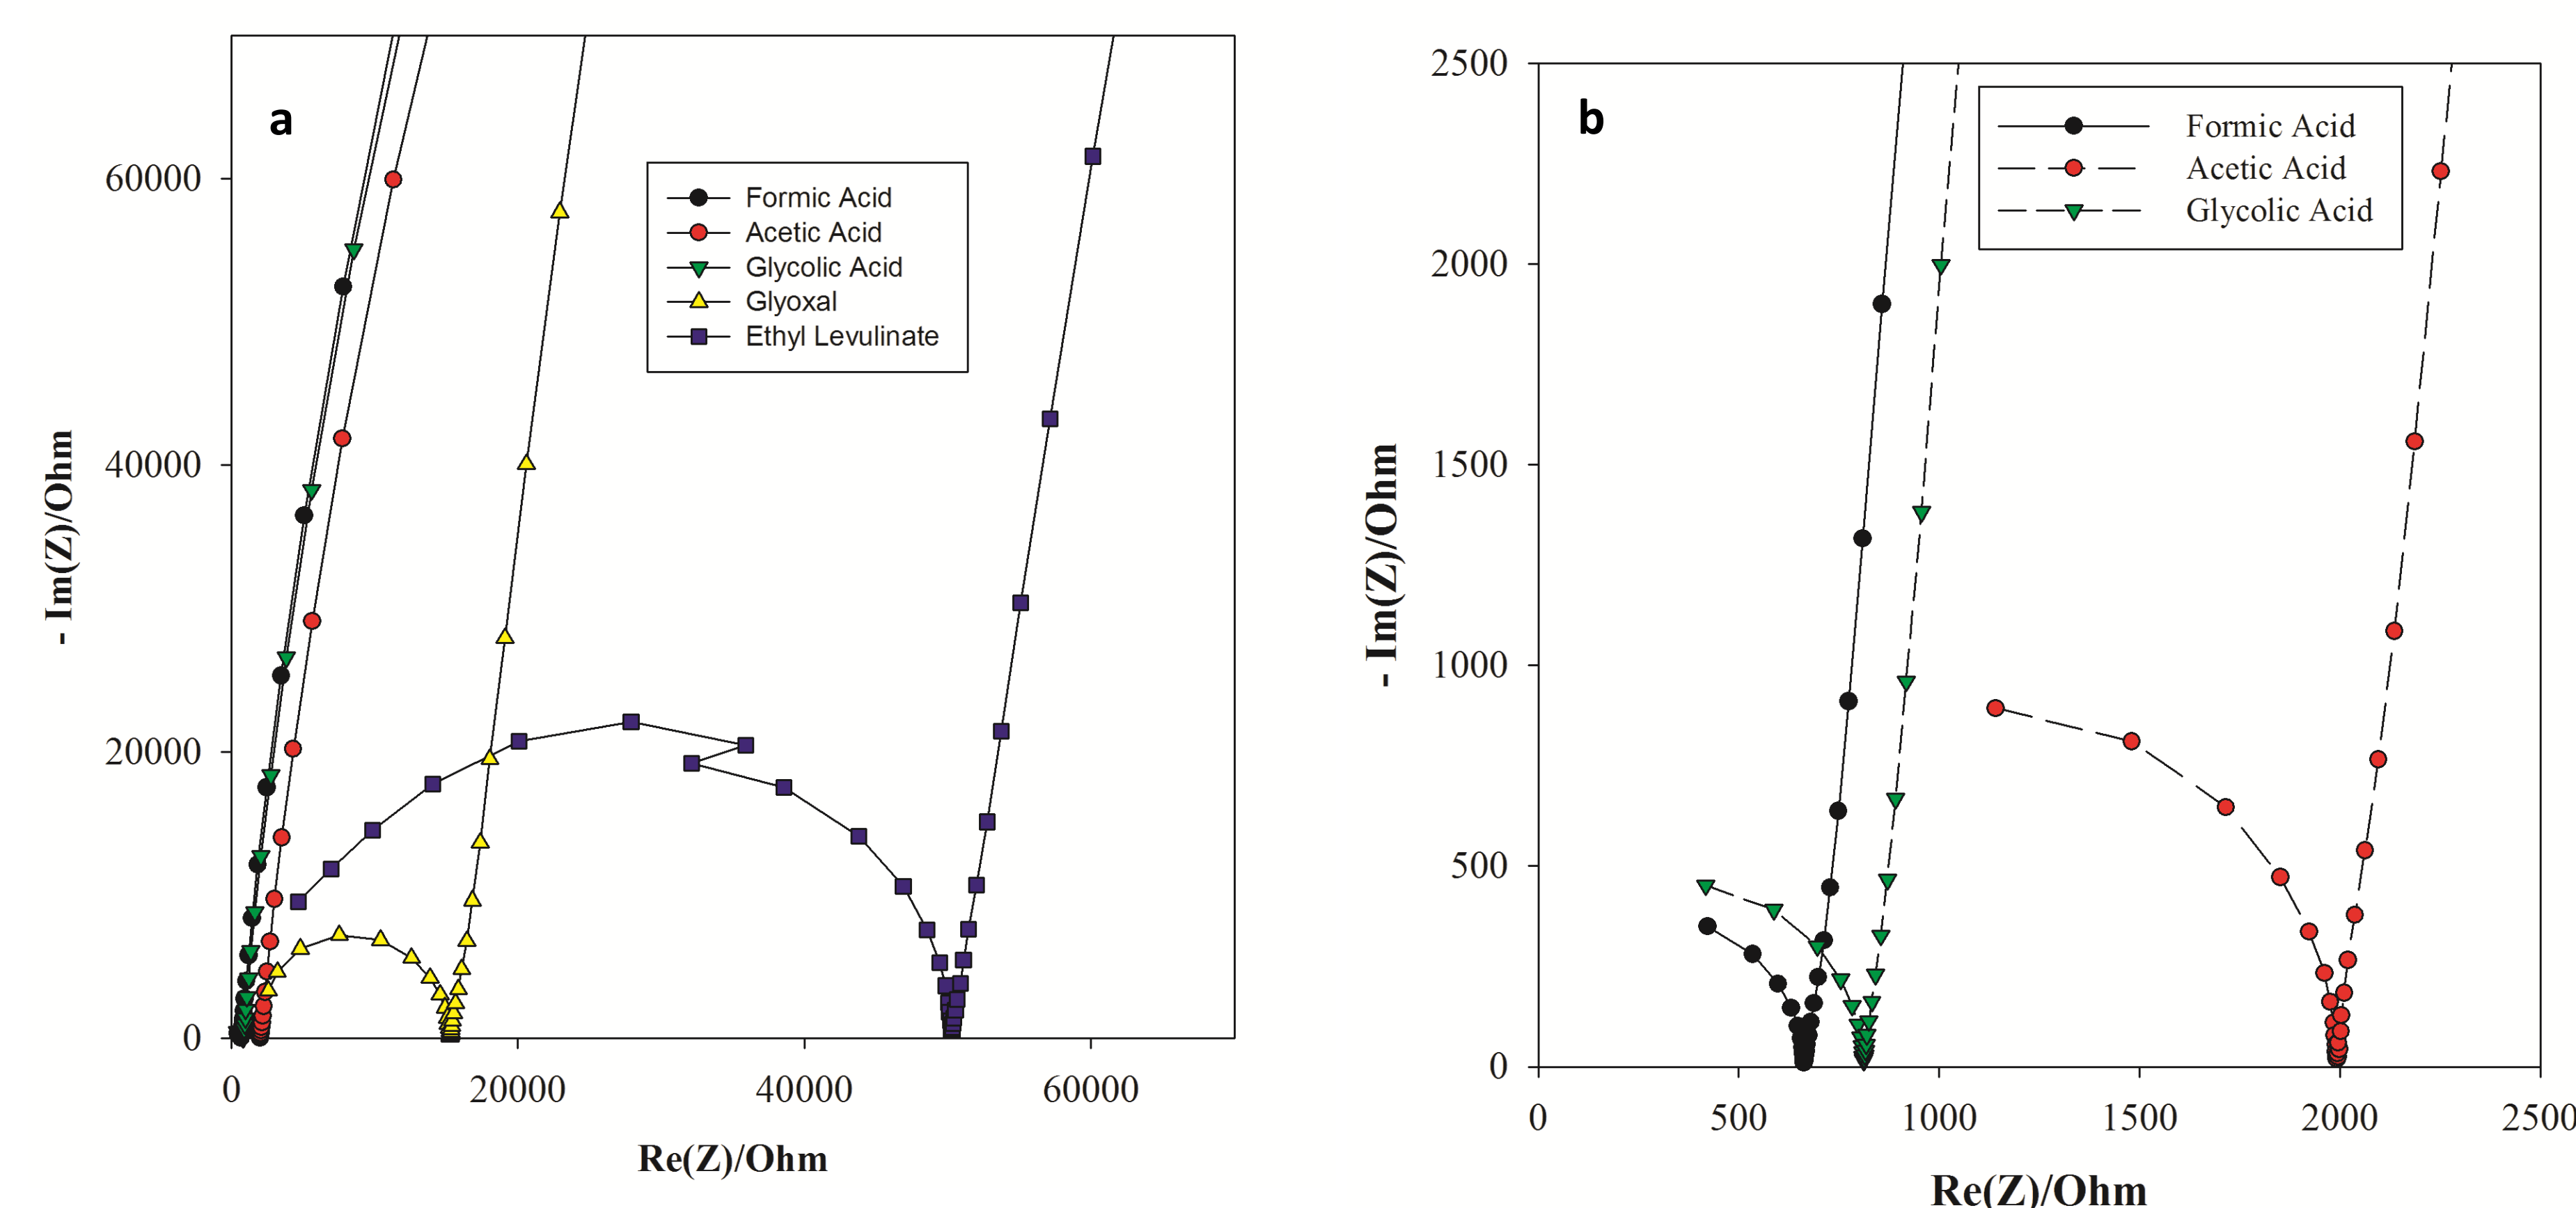 a
60000
40000
20000
0
- Im(Z)/Ohm
Formic Acid
Acetic Acid
Glycolic Acid
Glyoxal
Ethyl Levulinate
0 20000 40000 60000
Re(Z)/Ohm
b
2500
2000
1500
1000
500
0
- Im(Z)/Ohm
Formic Acid
Acetic Acid
Glycolic Acid
0 500 1000 1500 2000 2500
Re(Z)/Ohm